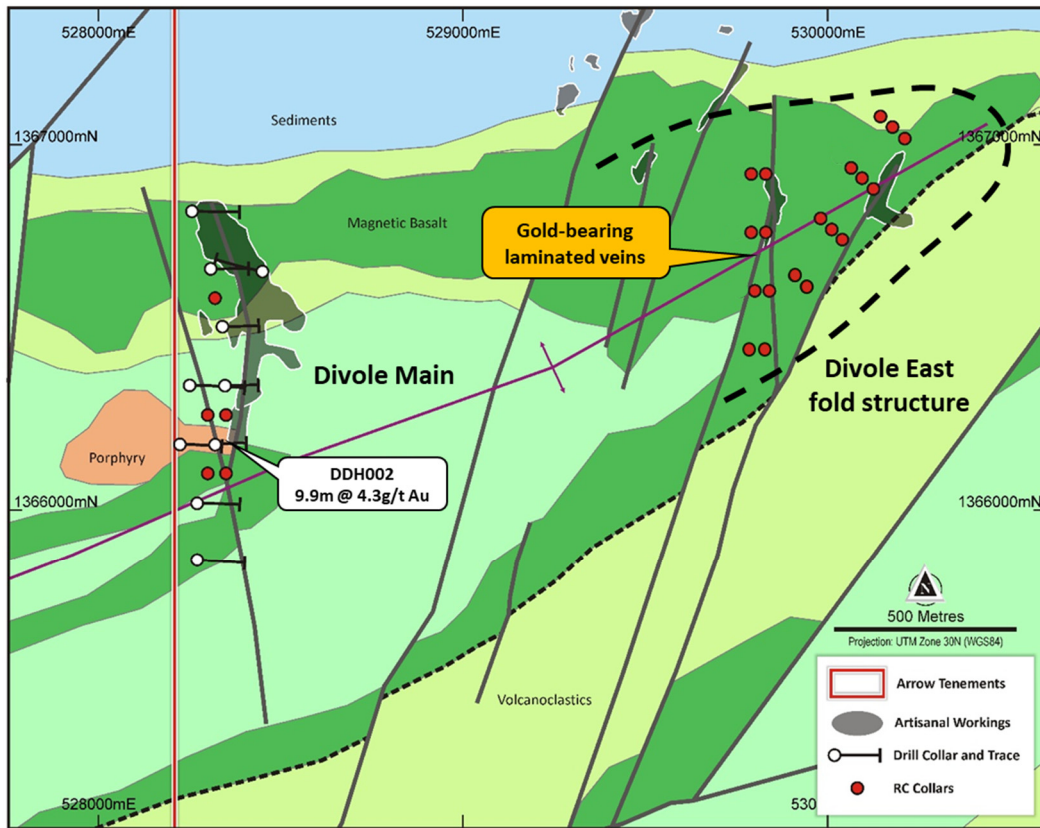 528000mE
529000mE
530000mE
Sediments
1367000mN
1367000mN
Magnetic Basalt
Gold-bearing
laminated veins
Divole Main
Divole East
fold structure
Porphyry
DDH002
9.9m @ 4.3g/t Au
1366000mN
1366000mN
N
500 Metres
Projection: UTM Zone 30N (WGS84)
Volcanoclastics
Arrow Tenements
Artisanal Workings
Drill Collar and Trace
RC Collars
528000mE
530